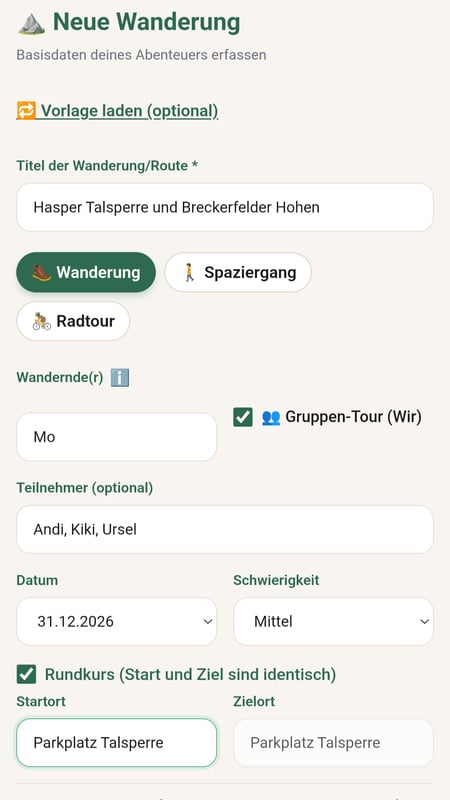 Neue Wanderung
Basisdaten deines Abenteuers erfassen
Vorlage laden (optional)
Titel der Wanderung/Route *
Hasper Talsperre und Breckerfelder Hohen
Wanderung
Spaziergang
Radtour
Wandernde(r)
Gruppen-Tour (Wir)
Mo
Teilnehmer (optional)
Andi, Kiki, Ursel
Datum
Schwierigkeit
31.12.2026
Mittel
Rundkurs (Start und Ziel sind identisch)
Startort
Zielort
Parkplatz Talsperre
Parkplatz Talsperre